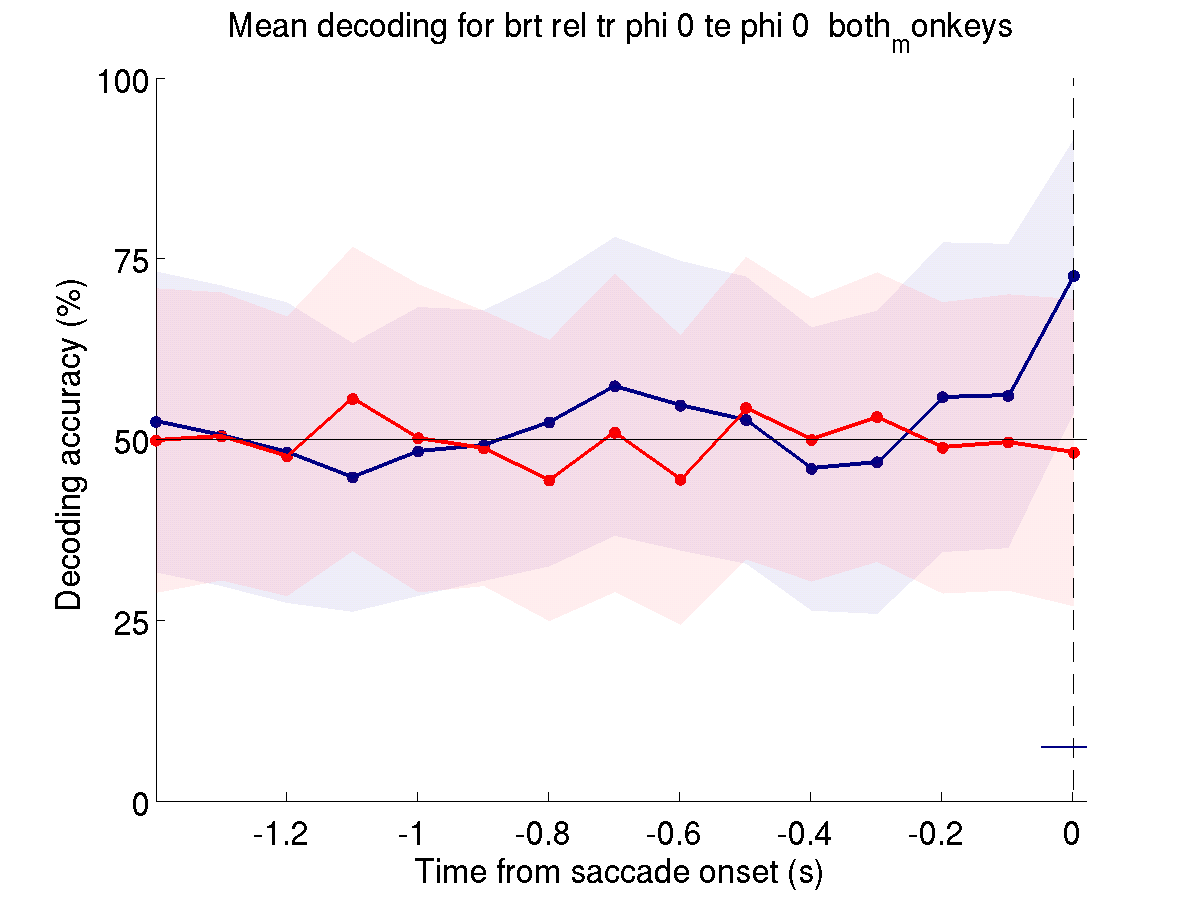 Mean decoding for brt rel tr phi 0 te phi 0 both_monkeys
100
75
50
25
0
Decoding accuracy (%)
-1.2 -1 -0.8 -0.6 -0.4 -0.2 0
Time from saccade onset (s)